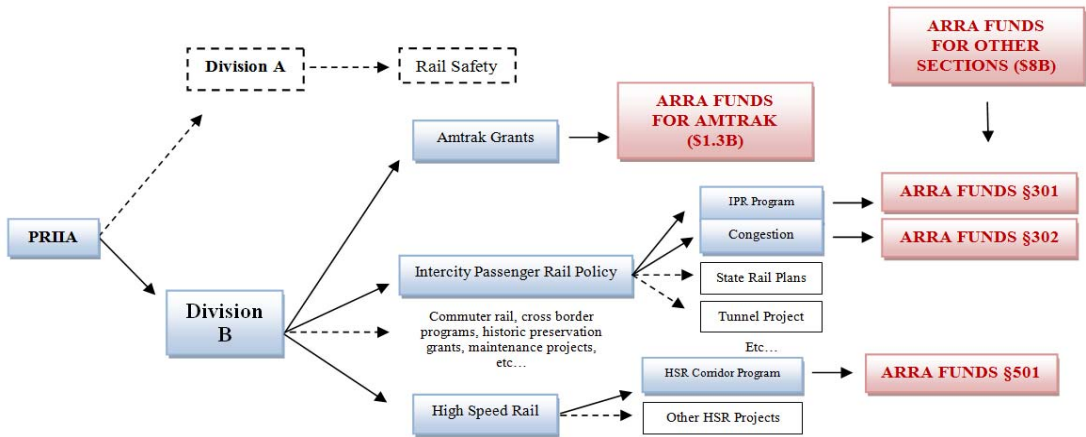 ARRA FUNDS
FOR OTHER
SECTIONS ($8B)
Division A
Rail Safety
ARRA FUNDS
FOR AMTRAK
($1.3B)
Amtrak Grants
IPR Program
ARRA FUNDS §301
PRIIA
Congestion
ARRA FUNDS §302
Intercity Passenger Rail Policy
State Rail Plans
Division
B
Commuter rail, cross border
programs, historic preservation
grants, maintenance projects,
etc…
Tunnel Project
Etc…
HSR Corridor Program
ARRA FUNDS §501
High Speed Rail
Other HSR Projects